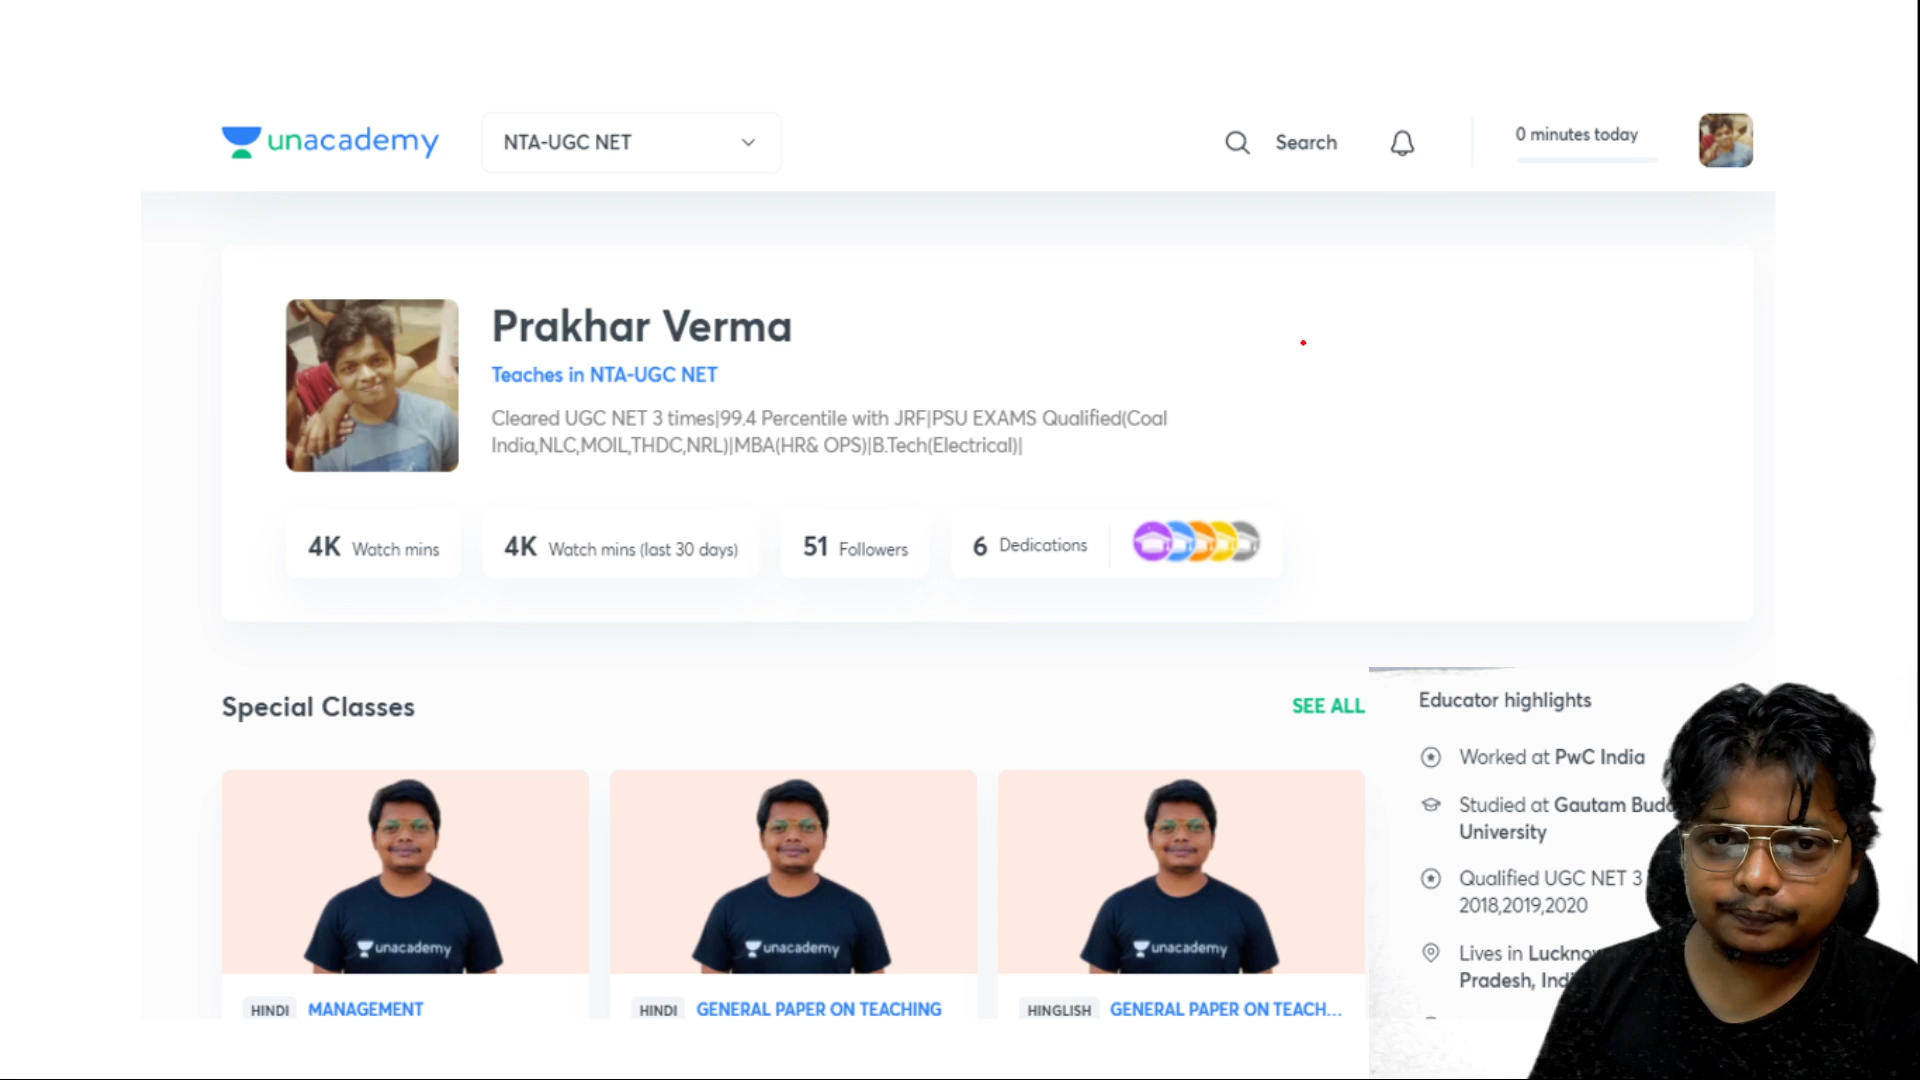 unacademy
NTA-UGC NET
Search
0 minutes today
Prakhar Verma
Teaches in NTA-UGC NET
Cleared UGC NET 3 times|99.4 Percentile with JRF|PSU EXAMS Qualified(Coal
India,NLC,MOIL,THDC,NRL)|MBA(HR& OPS)|B.Tech(Electrical)|
4K Watch mins
4K Watch mins (last 30 days)
51 Followers
6 Dedications
Special Classes
SEE ALL
Educator highlights
Worked at PwC India
Studied at Gautam
University
Qualified UGC NET 3
2018,2019,2020
Lives in
Pradesh,
unacademy
unacademy
unacademy
HINDI MANAGEMENT
HINDI GENERAL PAPER ON TEACHING
HINGLISH GENERAL PAPER ON TEACH...